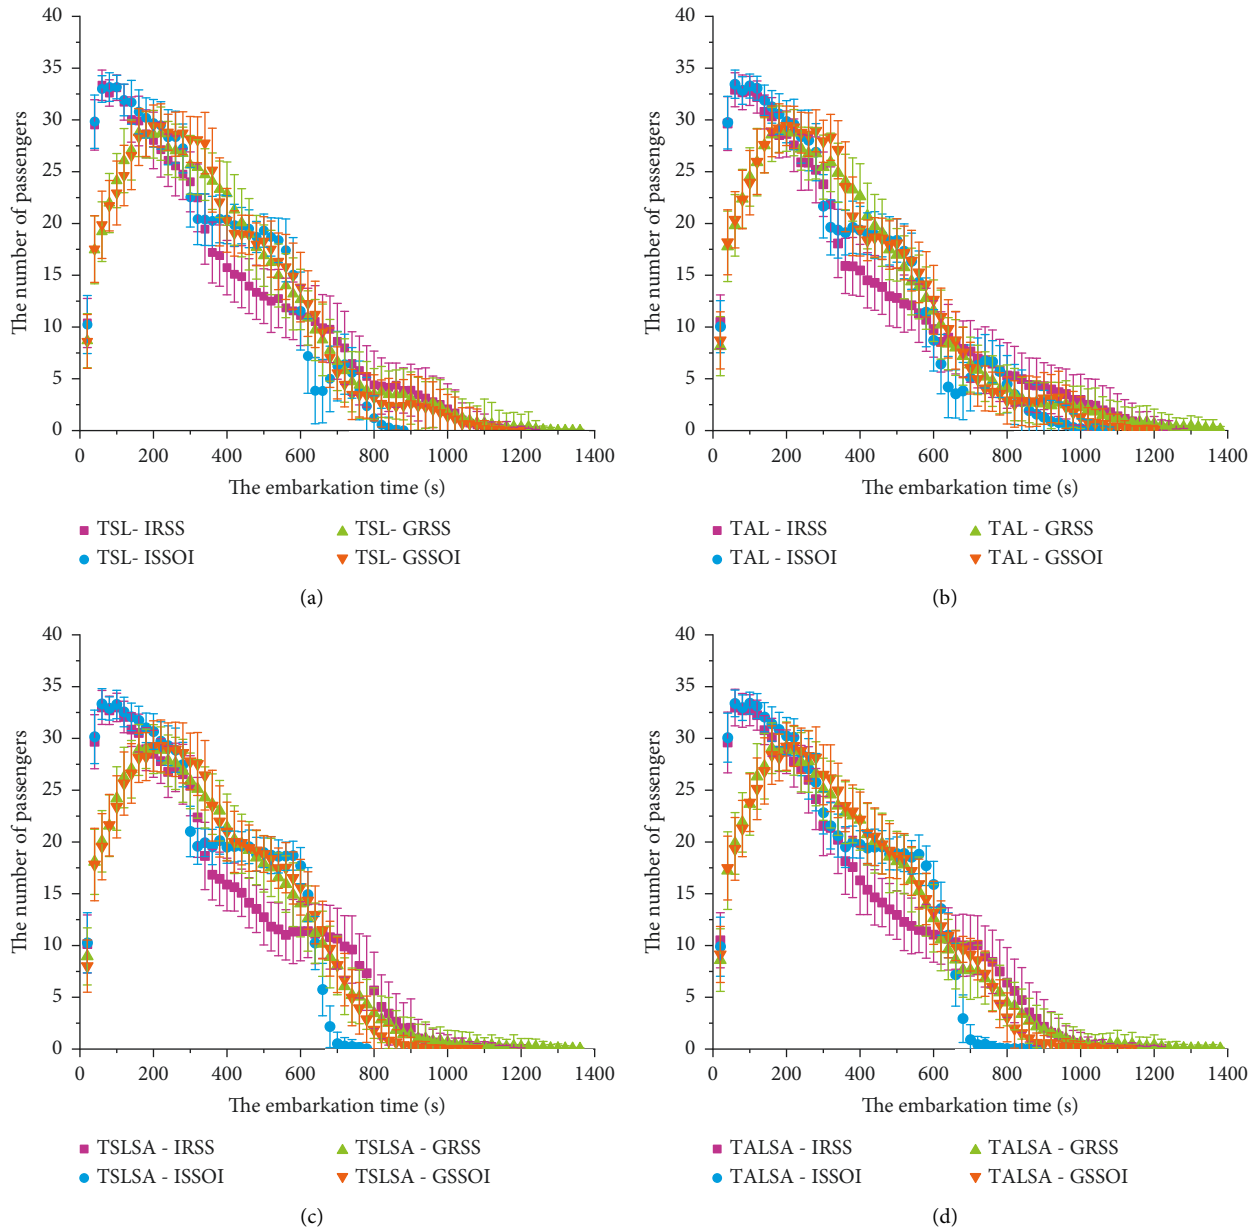 40
35
30
25
20
15
10
5
0
The number of passengers
0 200 400 600 800 1000 1200 1400
The embarkation time (s)
TSL- IRSS TSL- GRSS
TSL- ISSOI TSL- GSSOI
(a)
40
35
30
25
20
15
10
5
0
The number of passengers
0 200 400 600 800 1000 1200 1400
The embarkation time (s)
TAL - IRSS TAL - GRSS
TAL - ISSOI TAL - GSSOI
(b)
40
35
30
25
20
15
10
5
0
The number of passengers
0 200 400 600 800 1000 1200 1400
The embarkation time (s)
TSLSA - IRSS TSLSA - GRSS
TSLSA - ISSOI TSLSA - GSSOI
(c)
40
35
30
25
20
15
10
5
0
The number of passengers
0 200 400 600 800 1000 1200 1400
The embarkation time (s)
TALSA - IRSS TALSA - GRSS
TALSA - ISSOI TALSA - GSSOI
(d)